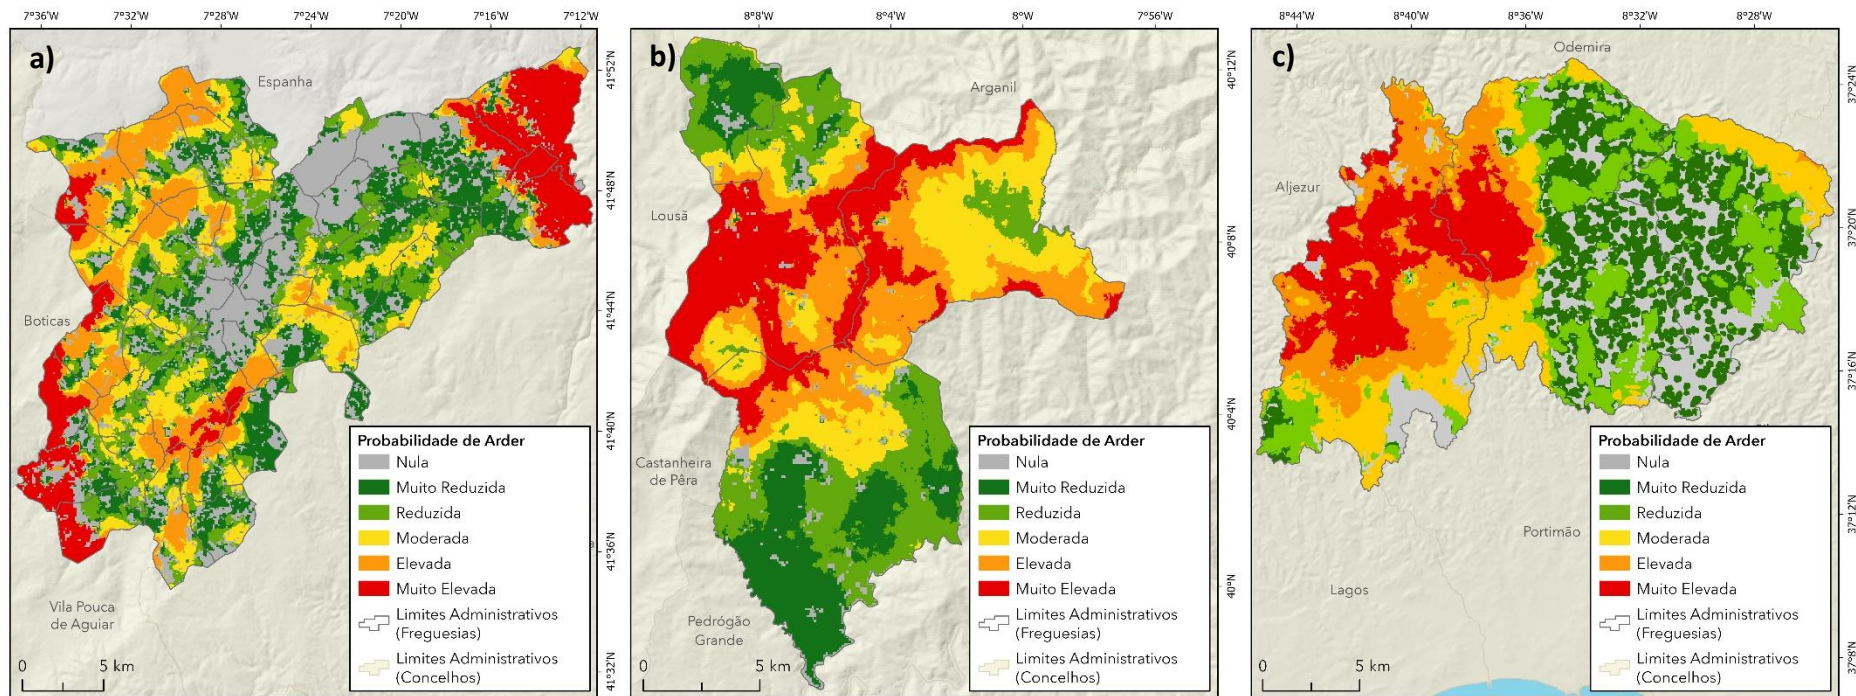 7°36'W
7°32'W
7°28'W
7°24'W
7°20'W
7°16'W
7°12'W
a)
Espanha
Boticas
Vila Pouca
de Aguiar
41°52'N
41°48'N
41°44'N
41°40'N
41°36'N
41°32'N
Probabilidade de Arder
Nula
Muito Reduzida
Reduzida
Moderada
Elevada
Muito Elevada
Limites Administrativos
(Freguesias)
Limites Administrativos
(Concelhos)
0
5 km
8°8'W
8°4'W
8°W
7°56'W
b)
Arganil
Lousã
Castanheira
de Pêra
Pedrógão
Grande
40°12'N
40°8'N
40°4'N
40°N
Probabilidade de Arder
Nula
Muito Reduzida
Reduzida
Moderada
Elevada
Muito Elevada
Limites Administrativos
(Freguesias)
Limites Administrativos
(Concelhos)
0
5 km
8°44'W
8°40'W
8°36'W
8°32'W
8°28'W
c)
Odemira
Aljezur
Portimão
Lagos
37°24'N
37°20'N
37°16'N
37°12'N
37°8'N
Probabilidade de Arder
Nula
Muito Reduzida
Reduzida
Moderada
Elevada
Muito Elevada
Limites Administrativos
(Freguesias)
Limites Administrativos
(Concelhos)
0
5 km